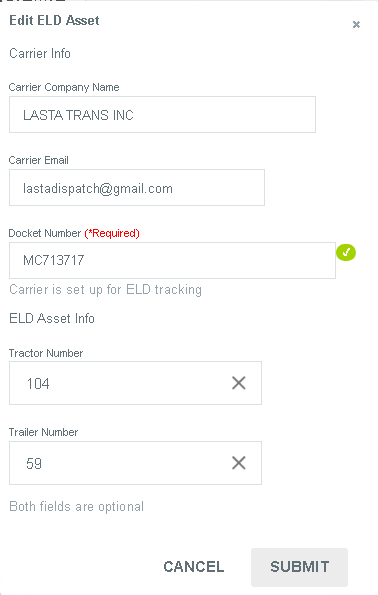 Edit ELD Asset
Carrier Info
Carrier Company Name
LASTA TRANS INC
Carrier Email
lastadispatch@gmail.com
Docket Number (*Required)
MC713717
Carrier is set up for ELD tracking
ELD Asset Info
Tractor Number
104
Trailer Number
59
Both fields are optional
CANCEL SUBMIT